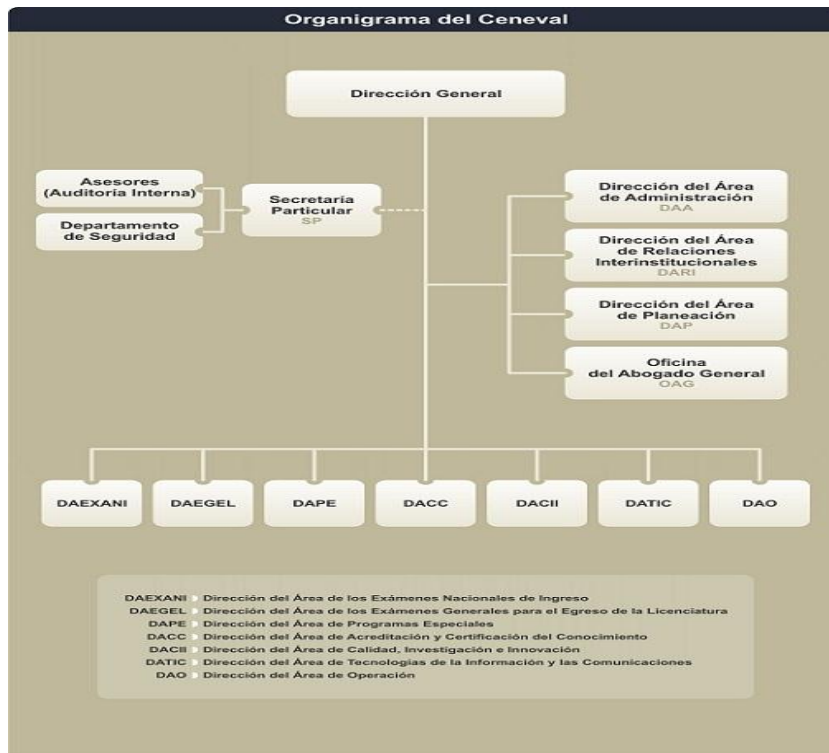 Organigrama del Ceneval
Dirección General
Asesores
(Auditoría Interna)
Departamento
de Seguridad
Secretaría
Particular
SP
Dirección del Área
de Administración
DAA
Dirección del Área
de Relaciones
Interinstitucionales
DARI
Dirección del Área
de Planeación
DAP
Oficina
del Abogado General
OAG
DAEXANI
DAEGEL
DAPE
DACC
DACII
DATIC
DAO
DAEXANI Dirección del Área de los Exámenes Nacionales de Ingreso
DAEGEL Dirección del Área de los Exámenes Generales para el Egreso de la Licenciatura
DAPE Dirección del Área de Programas Especiales
DACC Dirección del Área de Acreditación y Certificación del Conocimiento
DACII Dirección del Área de Calidad, Investigación e Innovación
DATIC Dirección del Área de Tecnologías de la Información y las Comunicaciones
DAO Dirección del Área de Operación